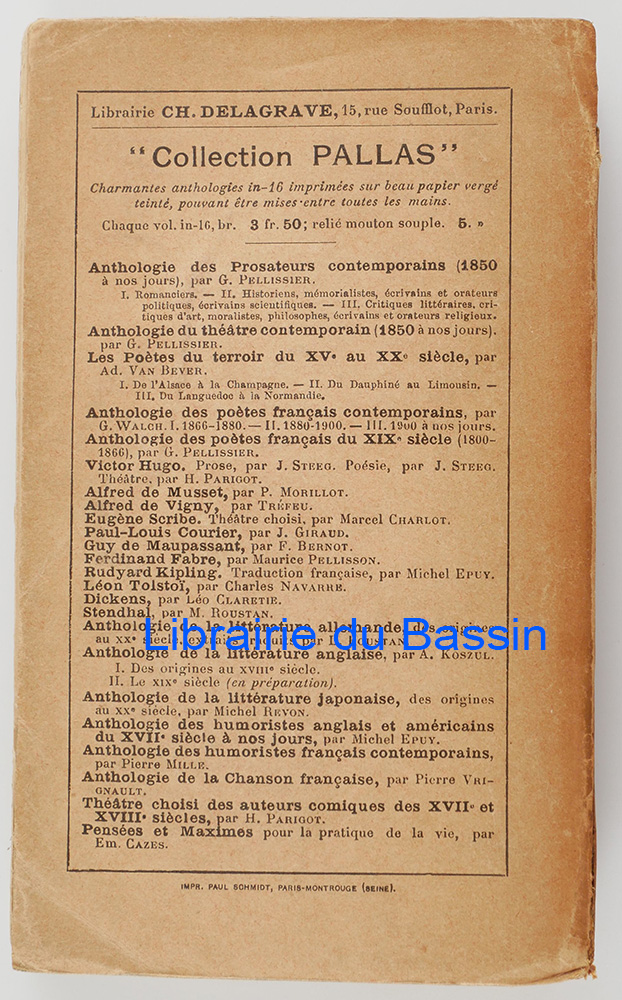 Librairie CH. DELAGRAVE, 15, rue Soufflot, Paris.
"Collection PALLAS"
Charmantes anthologies in-16 imprimées sur beau papier vergé
teinté, pouvant être mises entre toutes les mains.
Chaque vol. in-16, br. 3 fr. 50; relié mouton souple. 5. »
Anthologie des Prosateurs contemporains (1850
à nos jours), par G. PELLISSIER.
I. Romanciers. — II. Historiens, mémorialistes, écrivains et orateurs
politiques, écrivains scientifiques. — III. Critiques littéraires, cri-
tiques d'art, moralistes, philosophes, écrivains et orateurs religieux.
Anthologie du théâtre contemporain (1850 à nos jours).
par G. PELLISSIER.
Les Poètes du terroir du XVe au XXe siècle, par
Ad. VAN BEVER.
I. De l'Alsace à la Champagne. — II. Du Dauphiné au Limousin. —
III. Du Languedoc à la Normandie.
Anthologie des poètes français contemporains, par
G. WALCH. I. 1866-1880. — II. 1880-1900. — III. 1900 à nos jours.
Anthologie des poètes français du XIXe siècle (1800-
1866), par G. PELLISSIER.
Victor Hugo. Prose, par J. STEEG. Poésie, par J. STEEG.
Théâtre, par H. PARIGOT.
Alfred de Musset, par P. MORILLOT.
Alfred de Vigny, par TRÉFEU.
Eugène Scribe. Théâtre choisi, par Marcel CHARLOT.
Paul-Louis Courier, par J. GIRAUD.
Guy de Maupassant, par F. BERNOT.
Ferdinand Fabre, par Maurice PELLISSON.
Rudyard Kipling. Traduction française, par Michel EPUY.
Léon Tolstoï, par Charles NAVARRE.
Dickens, par Léo CLARETIE.
Stendhal, par M. ROUSTAN.
Anthologie de la littérature allemande, des origines
au XXe siècle, par L. ROUSTAN
Librairie du Bassin
Anthologie de la littérature anglaise, par A. KOSZUL.
I. Des origines au XVIIIe siècle.
II. Le XIXe siècle (en préparation).
Anthologie de la littérature japonaise, des origines
au XXe siècle, par Michel REVON.
Anthologie des humoristes anglais et américains
du XVIIe siècle à nos jours, par Michel EPUY.
Anthologie des humoristes français contemporains,
par Pierre MILLE.
Anthologie de la Chanson française, par Pierre VRI-
GNAULT.
Théâtre choisi des auteurs comiques des XVIIe et
XVIIIe siècles, par H. PARIGOT.
Pensées et Maximes pour la pratique de la vie, par
Em. CAZES.
IMPR. PAUL SCHMIDT, PARIS-MONTROUGE (SEINE).